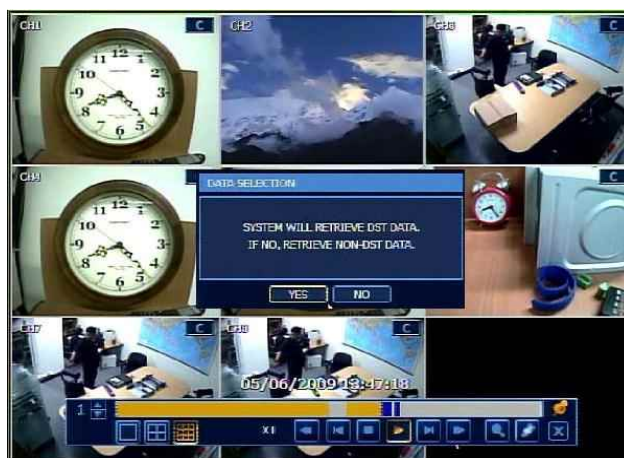 CH1
C
CH2
CH3
C
CH4
C
DATA SELECTION
SYSTEM WILL RETRIEVE DST DATA.
IF NO, RETRIEVE NON-DST DATA.
YES
NO
CH7
C
CH8
C
05/06/2009 13:47:18
1
X1
X